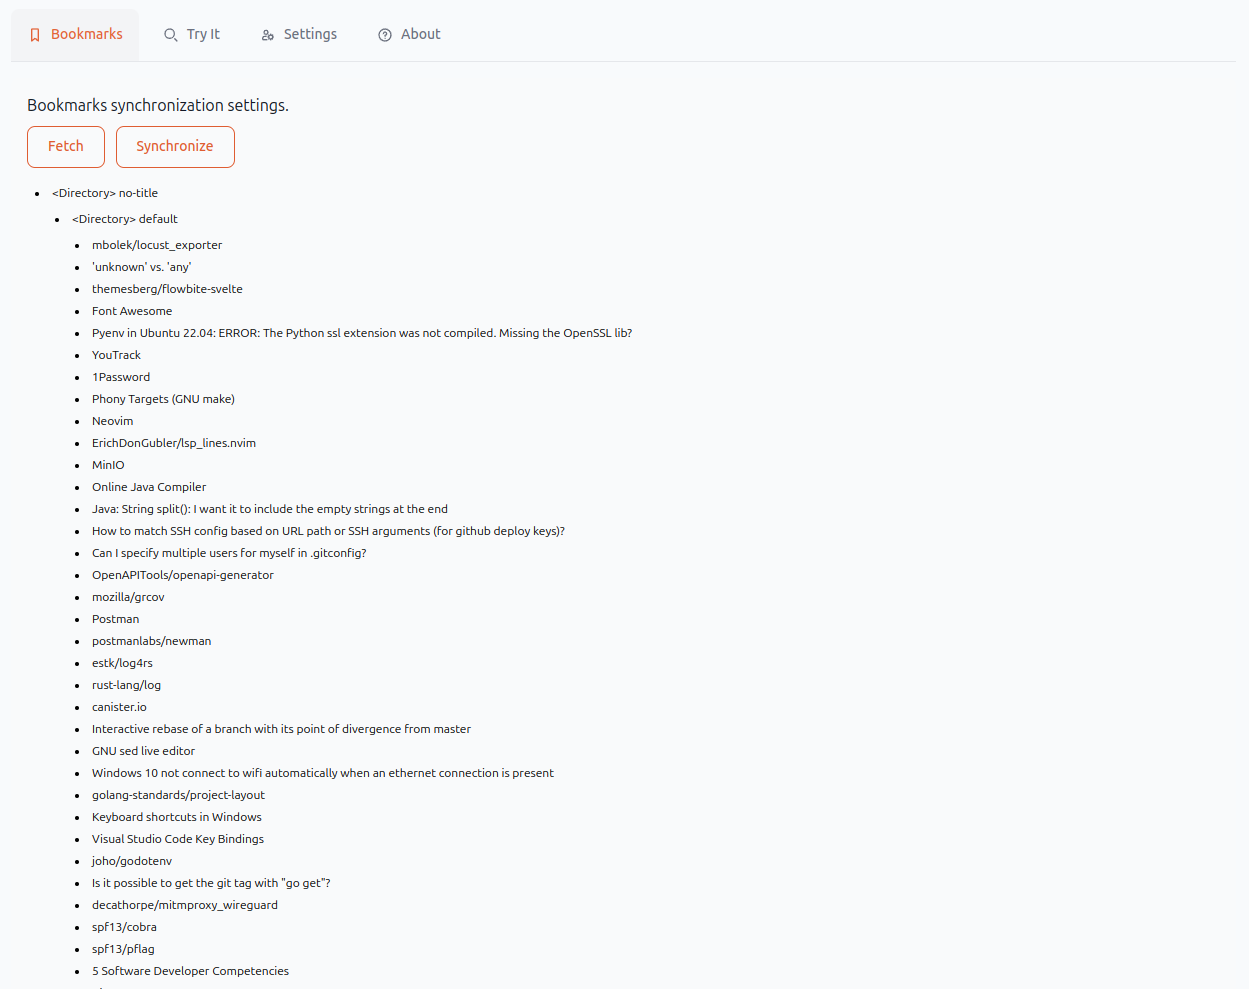 Bookmarks
Try It
Settings
About
Bookmarks synchronization settings.
Fetch
Synchronize
<Directory> no-title
<Directory> default
mbolek/locust_exporter
'unknown' vs. 'any'
themesberg/flowbite-svelte
Font Awesome
Pyenv in Ubuntu 22.04: ERROR: The Python ssl extension was not compiled. Missing the OpenSSL lib?
YouTrack
1Password
Phony Targets (GNU make)
Neovim
ErichDonGubler/lsp_lines.nvim
MinIO
Online Java Compiler
Java: String split(): I want it to include the empty strings at the end
How to match SSH config based on URL path or SSH arguments (for github deploy keys)?
Can I specify multiple users for myself in .gitconfig?
OpenAPITools/openapi-generator
mozilla/grcov
Postman
postmanlabs/newman
estk/log4rs
rust-lang/log
canister.io
Interactive rebase of a branch with its point of divergence from master
GNU sed live editor
Windows 10 not connect to wifi automatically when an ethernet connection is present
golang-standards/project-layout
Keyboard shortcuts in Windows
Visual Studio Code Key Bindings
joho/godotenv
Is it possible to get the git tag with "go get"?
decathorpe/mitmproxy_wireguard
spf13/cobra
spf13/pflag
5 Software Developer Competencies